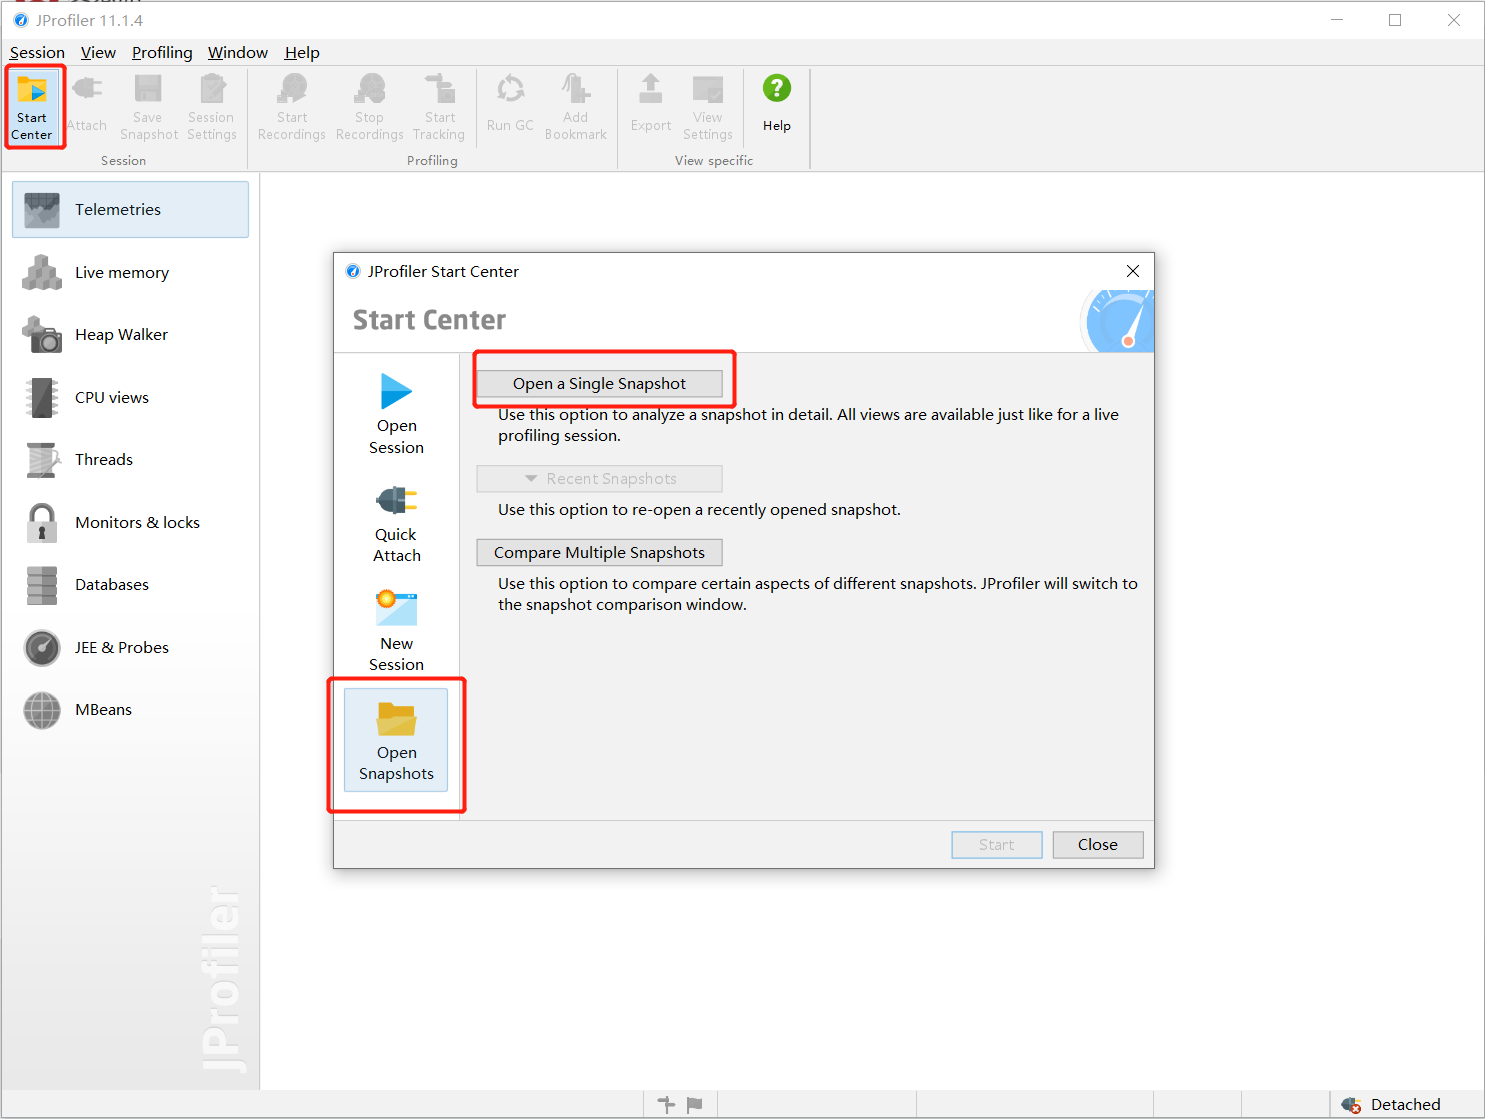 JProfiler 11.1.4
Session View Profiling Window Help
Start Center
Attach
Save Snapshot
Session Settings
Start Recordings
Stop Recordings
Start Tracking
Run GC
Add Bookmark
Export
View Settings
Help
Session
Profiling
View specific
Telemetries
Live memory
Heap Walker
CPU views
Threads
Monitors & locks
Databases
JEE & Probes
MBeans
JProfiler
JProfiler Start Center
Start Center
Open
Session
Quick
Attach
New
Session
Open
Snapshots
Open a Single Snapshot
Use this option to analyze a snapshot in detail. All views are available just like for a live
profiling session.
Recent Snapshots
Use this option to re-open a recently opened snapshot.
Compare Multiple Snapshots
Use this option to compare certain aspects of different snapshots. JProfiler will switch to
the snapshot comparison window.
Start
Close
Detached